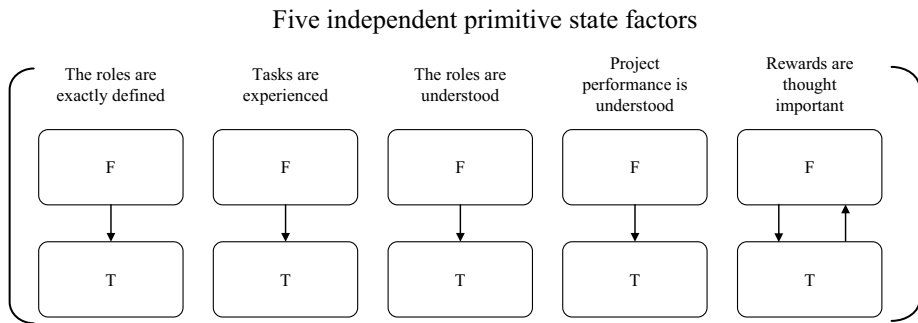 Five independent primitive state factors
The roles are
exactly defined
Tasks are
experienced
The roles are
understood
Project
performance is
understood
Rewards are
thought
important
F
F
F
F
F
T
T
T
T
T